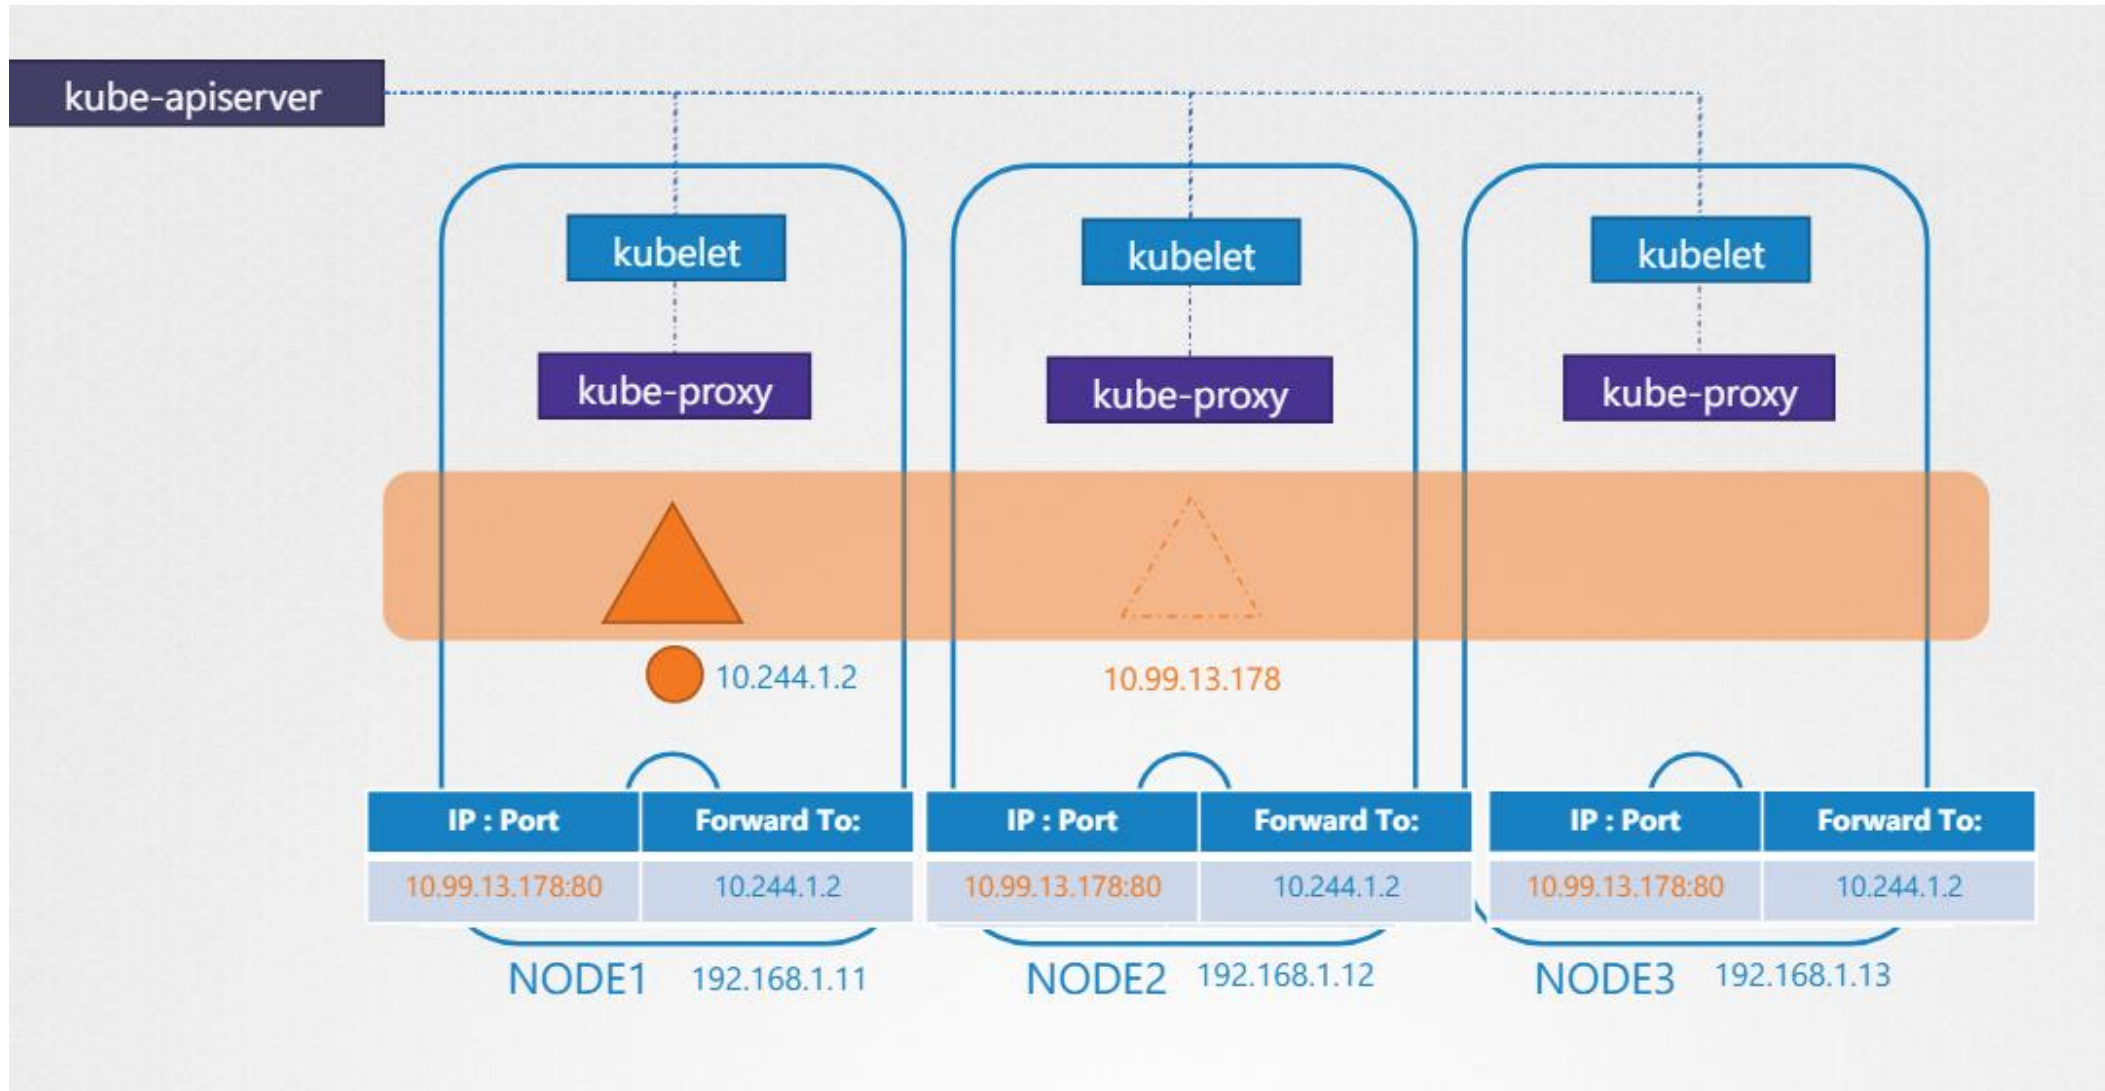 kube-apiserver
kubelet
kubelet
kubelet
kube-proxy
kube-proxy
kube-proxy
10.244.1.2
10.99.13.178
IP : Port Forward To:
10.99.13.178:80 10.244.1.2
IP : Port Forward To:
10.99.13.178:80 10.244.1.2
IP : Port Forward To:
10.99.13.178:80 10.244.1.2
NODE1 192.168.1.11
NODE2 192.168.1.12
NODE3 192.168.1.13